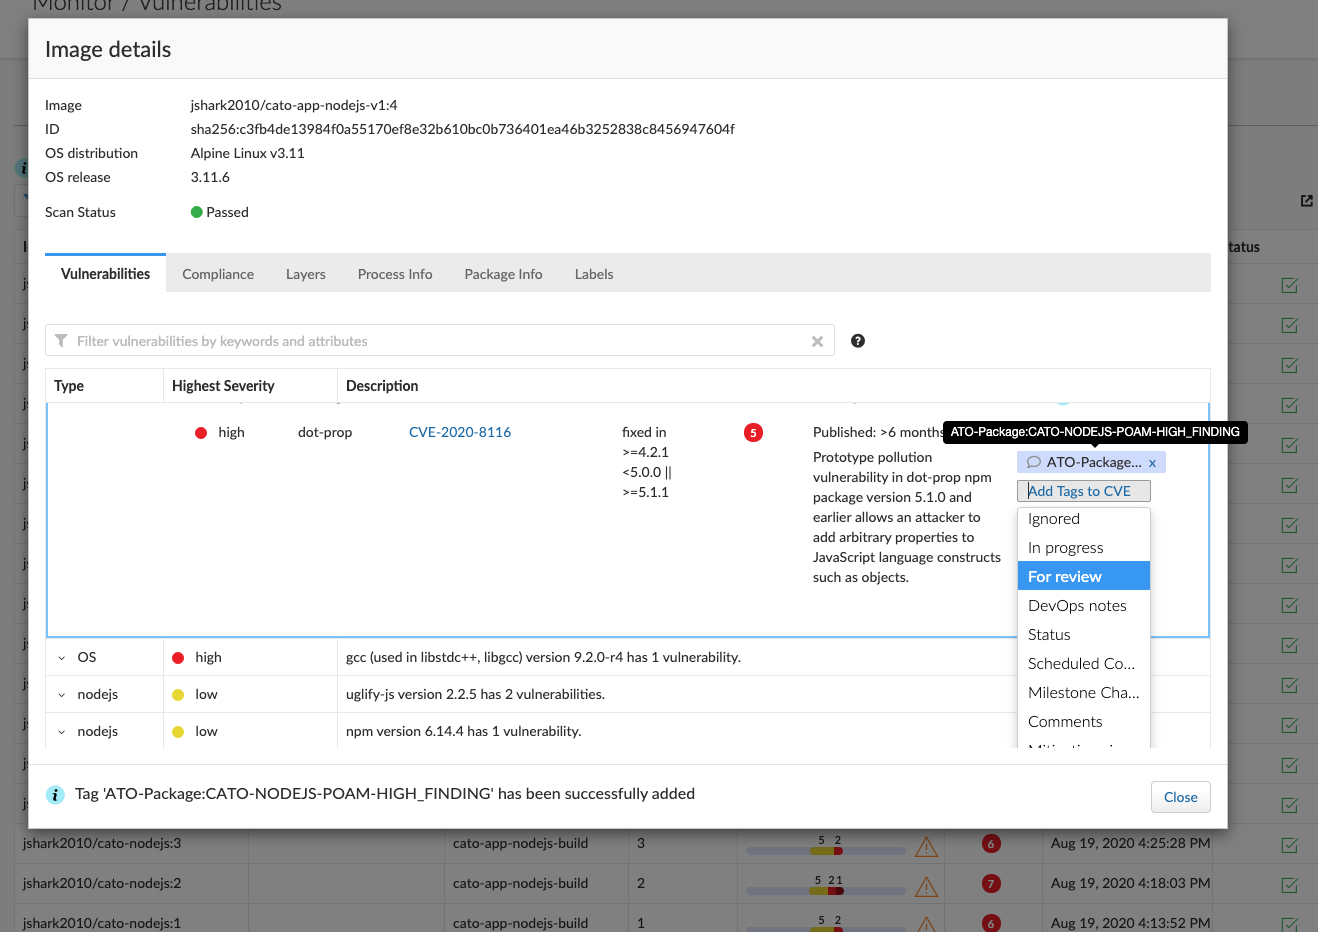 Monitor / Vulnerabilities
Image details
Image jshark2010/cato-app-nodejs-v1:4
ID sha256:c3fb4de13984f0a55170ef8e32b610bc0b736401ea46b3252838c8456947604f
OS distribution Alpine Linux v3.11
OS release 3.11.6
Scan Status Passed
Vulnerabilities Compliance Layers Process Info Package Info Labels
Filter vulnerabilities by keywords and attributes
Type Highest Severity Description
high dot-prop CVE-2020-8116
fixed in
>=4.2.1
<5.0.0 ||
>=5.1.1
5
Published: >6 months
ATO-Package:CATO-NODEJS-POAM-HIGH_FINDING
Prototype pollution
vulnerability in dot-prop npm
package version 5.1.0 and
earlier allows an attacker to
add arbitrary properties to
JavaScript language constructs
such as objects.
ATO-Package... x
Add Tags to CVE
Ignored
In progress
For review
DevOps notes
Status
Scheduled Co...
Milestone Cha...
Comments
OS high gcc (used in libstdc++, libgcc) version 9.2.0-r4 has 1 vulnerability.
nodejs low uglify-js version 2.2.5 has 2 vulnerabilities.
nodejs low npm version 6.14.4 has 1 vulnerability.
Tag 'ATO-Package:CATO-NODEJS-POAM-HIGH_FINDING' has been successfully added
Close
tatus
jshark2010/cato-nodejs:3 cato-app-nodejs-build 3 5 2 6 Aug 19, 2020 4:25:28 PM
jshark2010/cato-nodejs:2 cato-app-nodejs-build 2 5 2 1 7 Aug 19, 2020 4:18:03 PM
jshark2010/cato-nodejs:1 cato-app-nodejs-build 1 5 2 6 Aug 19, 2020 4:13:52 PM